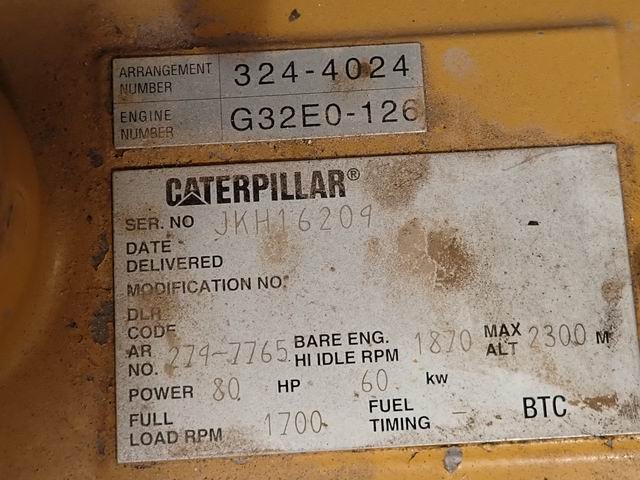 ARRANGEMENT NUMBER 324-4024
ENGINE NUMBER G32E0-126
CATERPILLAR®
SER. NO JKH16209
DATE
DELIVERED
MODIFICATION NO.
DLR
CODE
AR NO. 279-7765 BARE ENG. HI IDLE RPM 1870 MAX ALT 2300 M
POWER 80 HP 60 kw
FULL LOAD RPM 1700 FUEL TIMING - BTC